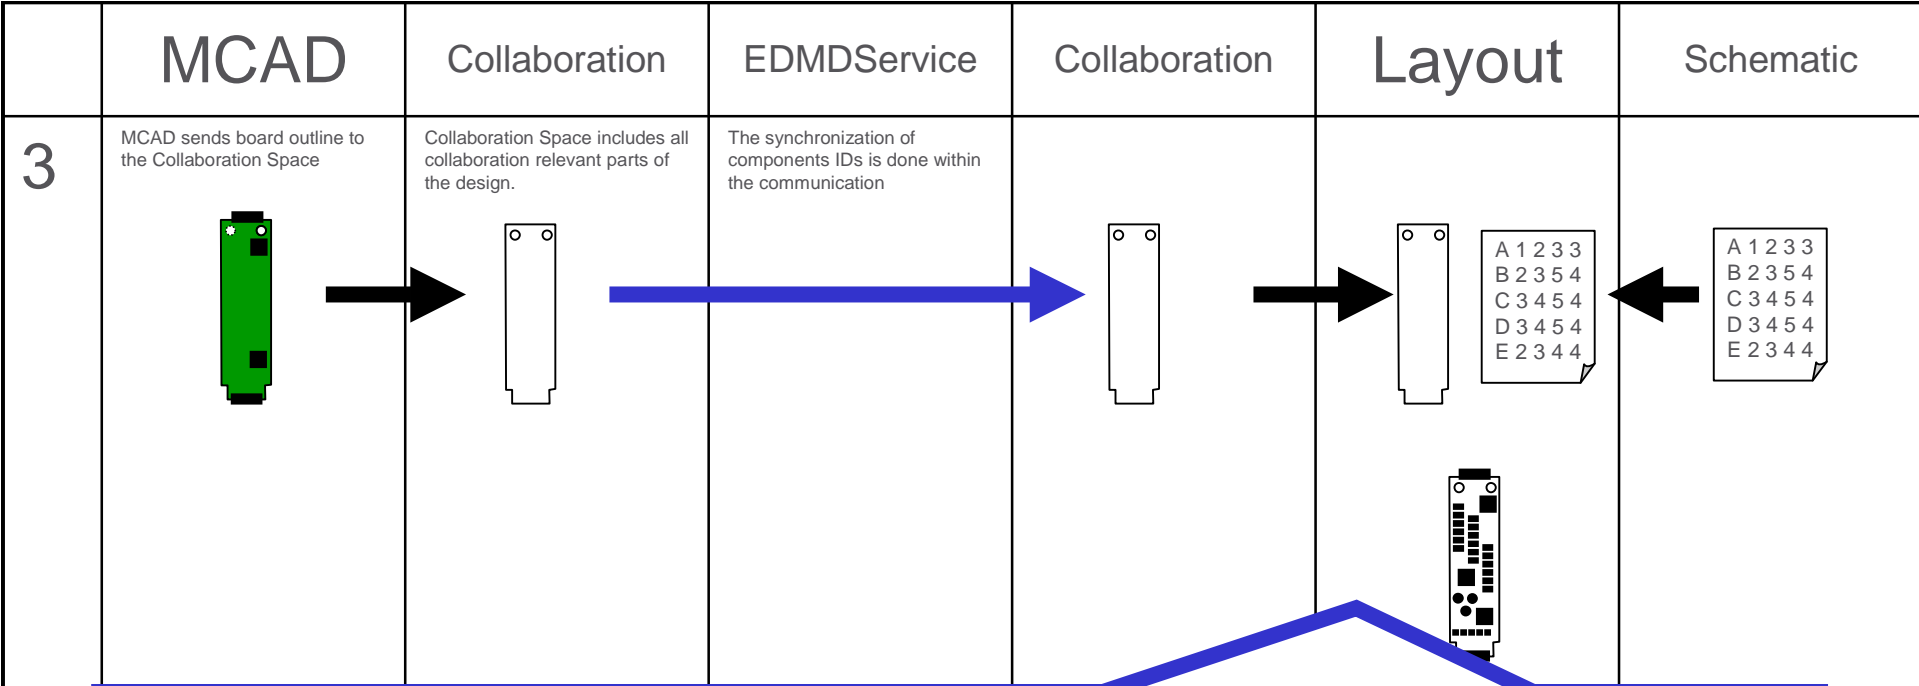 MCAD
Collaboration
EDMDService
Collaboration
Layout
Schematic
3
MCAD sends board outline to
the Collaboration Space
Collaboration Space includes all
collaboration relevant parts of
the design.
The synchronization of
components IDs is done within
the communication
A 1 2 3 3
B 2 3 5 4
C 3 4 5 4
D 3 4 5 4
E 2 3 4 4
A 1 2 3 3
B 2 3 5 4
C 3 4 5 4
D 3 4 5 4
E 2 3 4 4